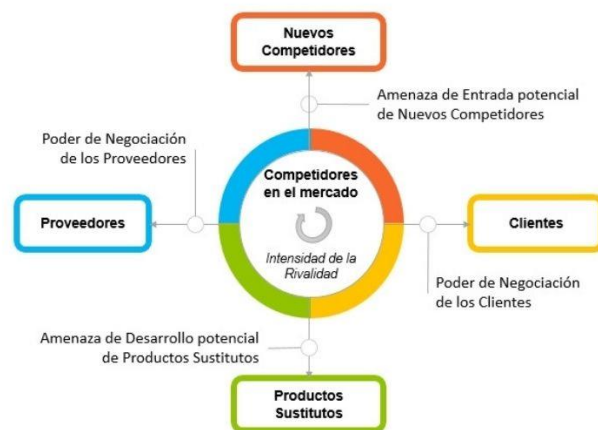 Nuevos
Competidores
Amenaza de Entrada potencial
de Nuevos Competidores
Poder de Negociación
de los Proveedores
Competidores
en el mercado
Proveedores
Clientes
Intensidad de la
Rivalidad
Poder de Negociación
de los Clientes
Amenaza de Desarrollo potencial
de Productos Sustitutos
Productos
Sustitutos